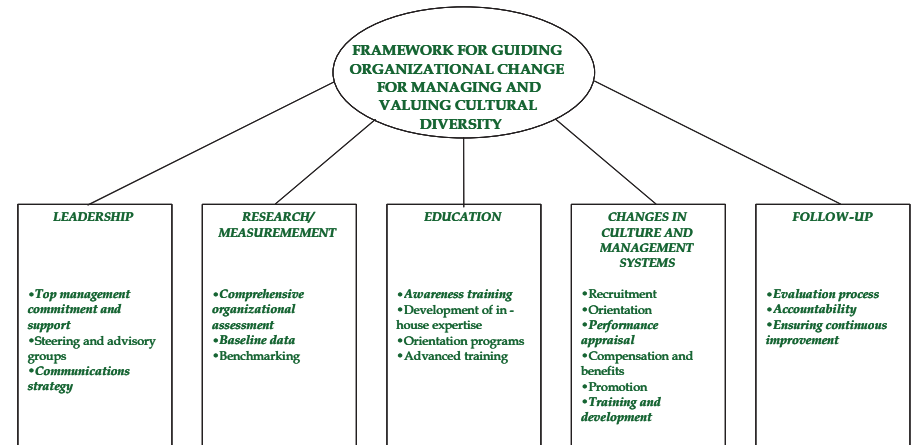 FRAMEWORK FOR GUIDING
ORGANIZATIONAL CHANGE
FOR MANAGING AND
VALUING CULTURAL
DIVERSITY
LEADERSHIP
•Top management
commitment and
support
•Steering and advisory
groups
•Communications
strategy
RESEARCH/
MEASUREMEMENT
•Comprehensive
organizational
assessment
•Baseline data
•Benchmarking
EDUCATION
•Awareness training
•Development of in -
house expertise
•Orientation programs
•Advanced training
CHANGES IN
CULTURE AND
MANAGEMENT
SYSTEMS
•Recruitment
•Orientation
•Performance
appraisal
•Compensation and
benefits
•Promotion
•Training and
development
FOLLOW-UP
•Evaluation process
•Accountability
•Ensuring continuous
improvement